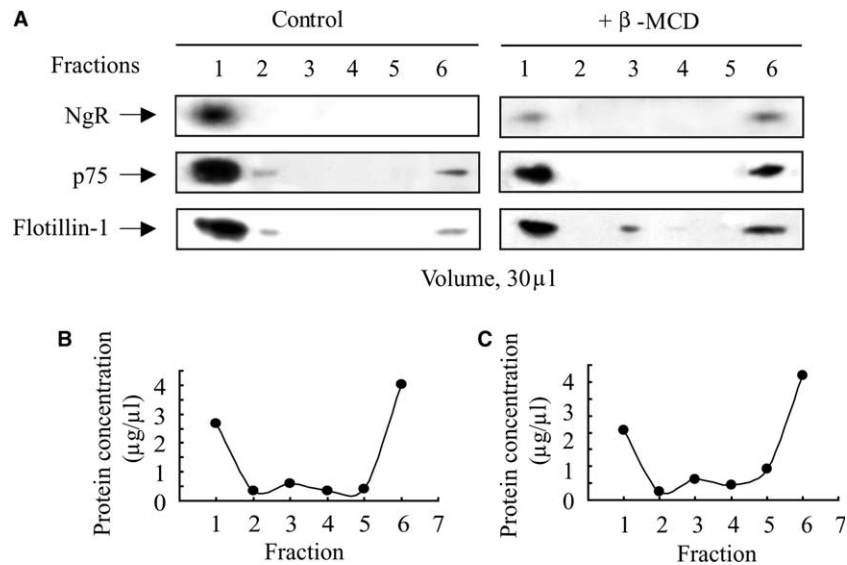 A
Control
+ β -MCD
Fractions 1 2 3 4 5 6 1 2 3 4 5 6
NgR
p75
Flotillin-1
Volume, 30µl
B
Protein concentration
(µg/µl)
4
3
2
1
0
1 2 3 4 5 6 7
Fraction
C
Protein concentration
(µg/µl)
4
3
2
1
0
1 2 3 4 5 6 7
Fraction